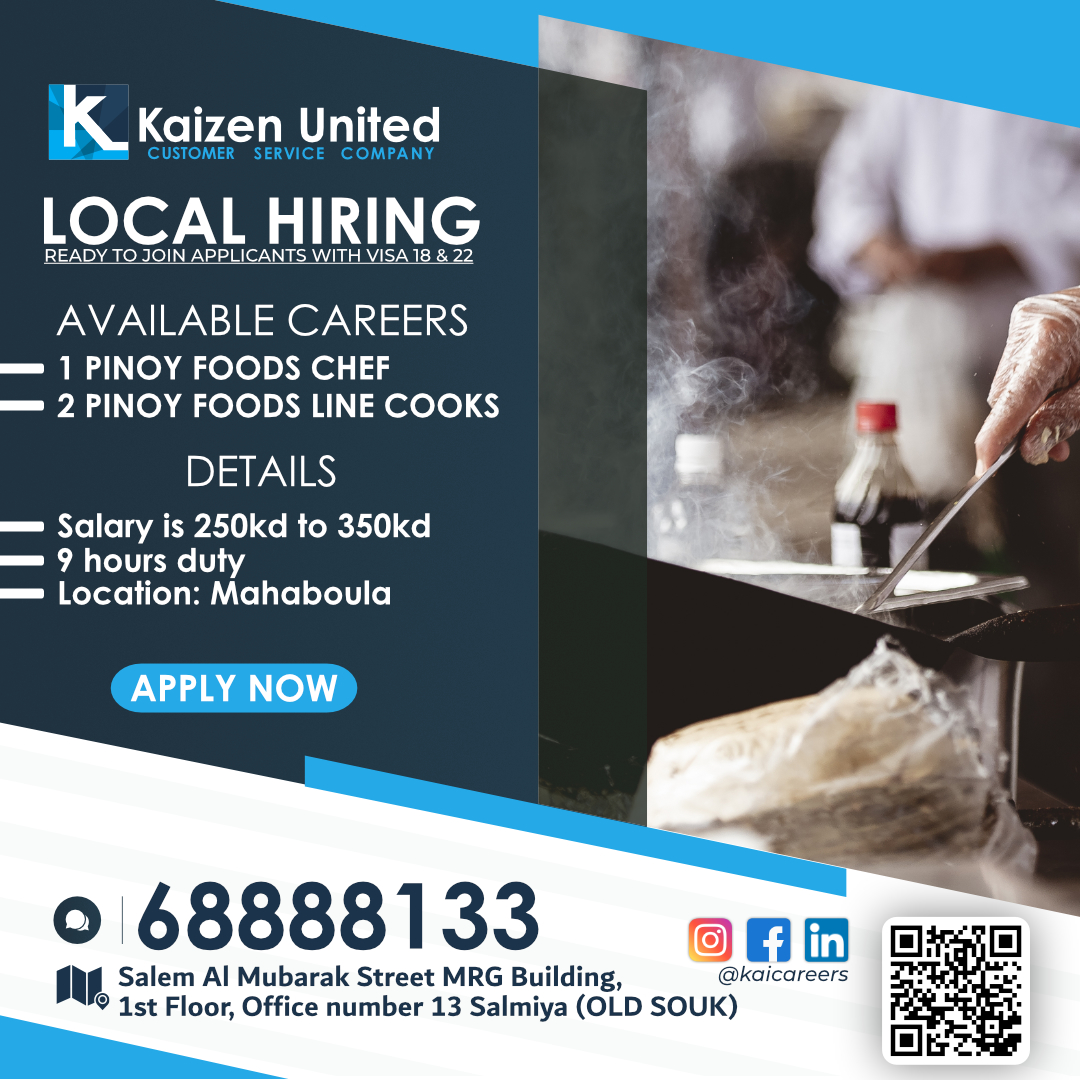 K Kaizen United
CUSTOMER SERVICE COMPANY
LOCAL HIRING
READY TO JOIN APPLICANTS WITH VISA 18 & 22
AVAILABLE CAREERS
1 PINOY FOODS CHEF
2 PINOY FOODS LINE COOKS
DETAILS
Salary is 250kd to 350kd
9 hours duty
Location: Mahaboula
APPLY NOW
68888133
Salem Al Mubarak Street MRG Building,
1st Floor, Office number 13 Salmiya (OLD SOUK)
in
@kaicareers